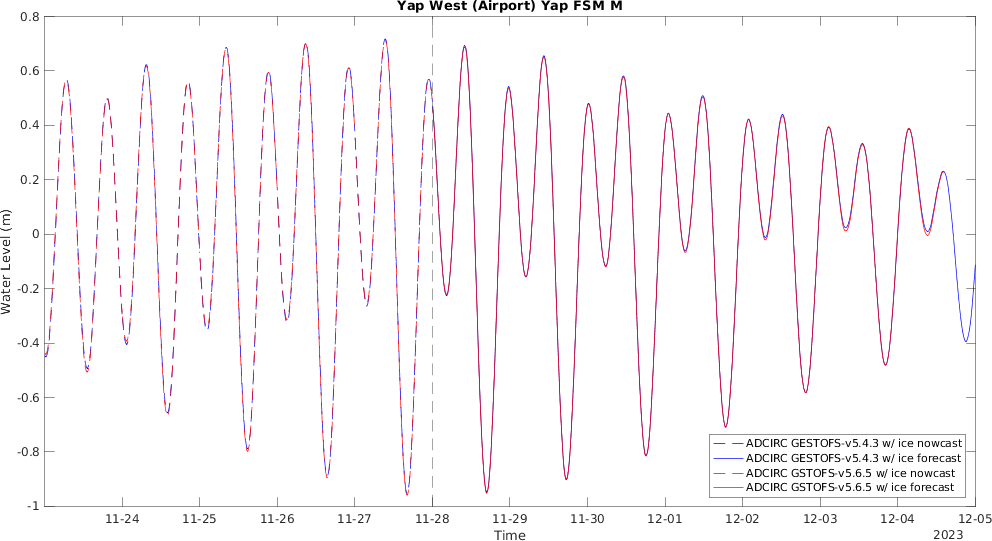 Yap West (Airport) Yap FSM M
Water Level (m)
0.8
0.6
0.4
0.2
0
-0.2
-0.4
-0.6
-0.8
-1
ADCIRC GESTOFS-v5.4.3 w/ ice nowcast
ADCIRC GESTOFS-v5.4.3 w/ ice forecast
ADCIRC GSTOFS-v5.6.5 w/ ice nowcast
ADCIRC GSTOFS-v5.6.5 w/ ice forecast
11-24 11-25 11-26 11-27 11-28 11-29 11-30 12-01 12-02 12-03 12-04 12-05
Time
2023